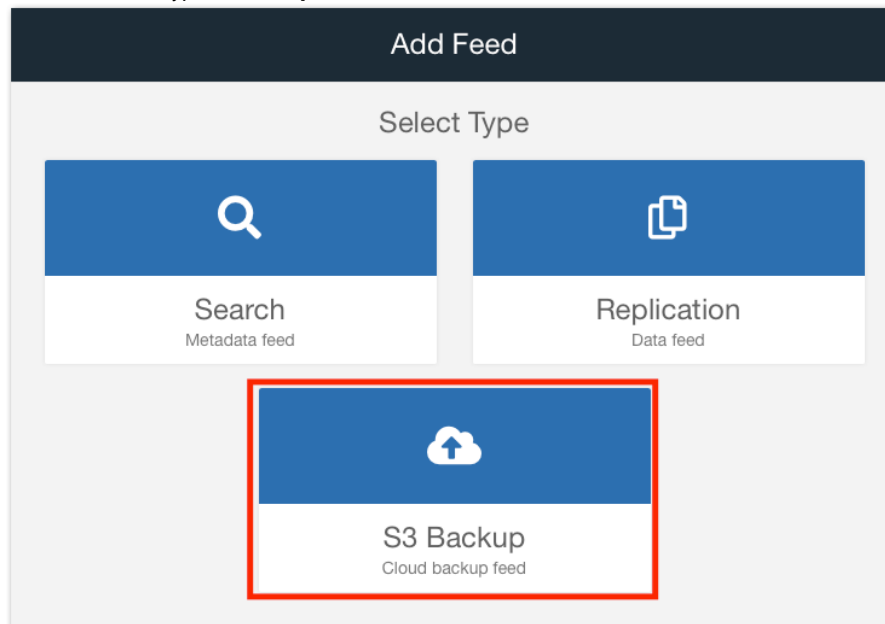 Add Feed
Select Type
Search
Metadata feed
Replication
Data feed
S3 Backup
Cloud backup feed